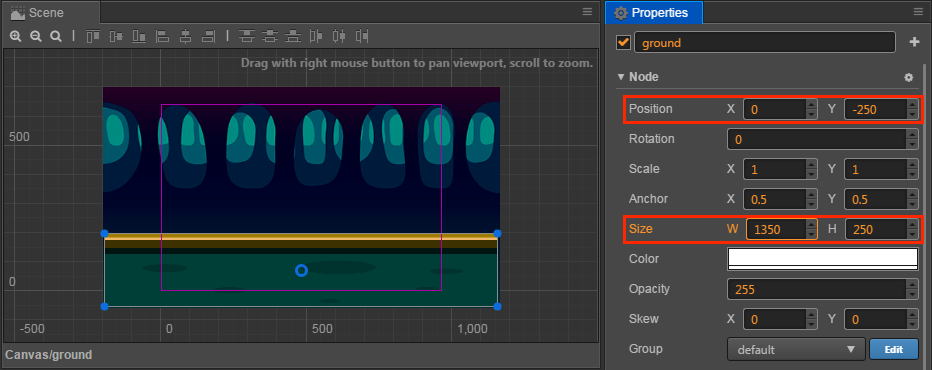 Scene
Drag with right mouse button to pan viewport, scroll to zoom.
500
0
-500 0 500 1,000
Canvas/ground
Properties
ground
Node
Position X 0 Y -250
Rotation 0
Scale X 1 Y 1
Anchor X 0.5 Y 0.5
Size W 1350 H 250
Color
Opacity 255
Skew X 0 Y 0
Group default Edit